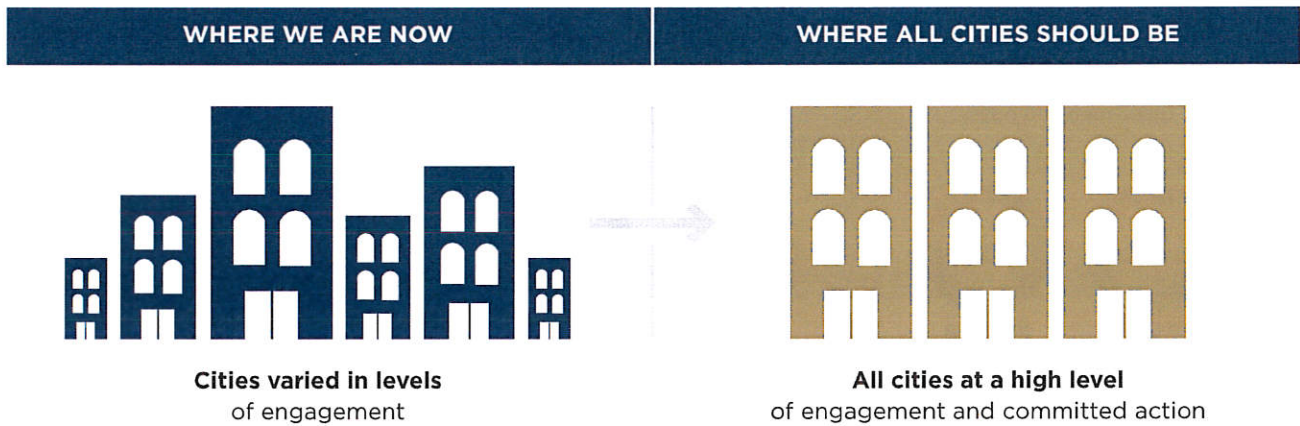 WHERE WE ARE NOW
WHERE ALL CITIES SHOULD BE
Cities varied in levels
of engagement
All cities at a high level
of engagement and committed action